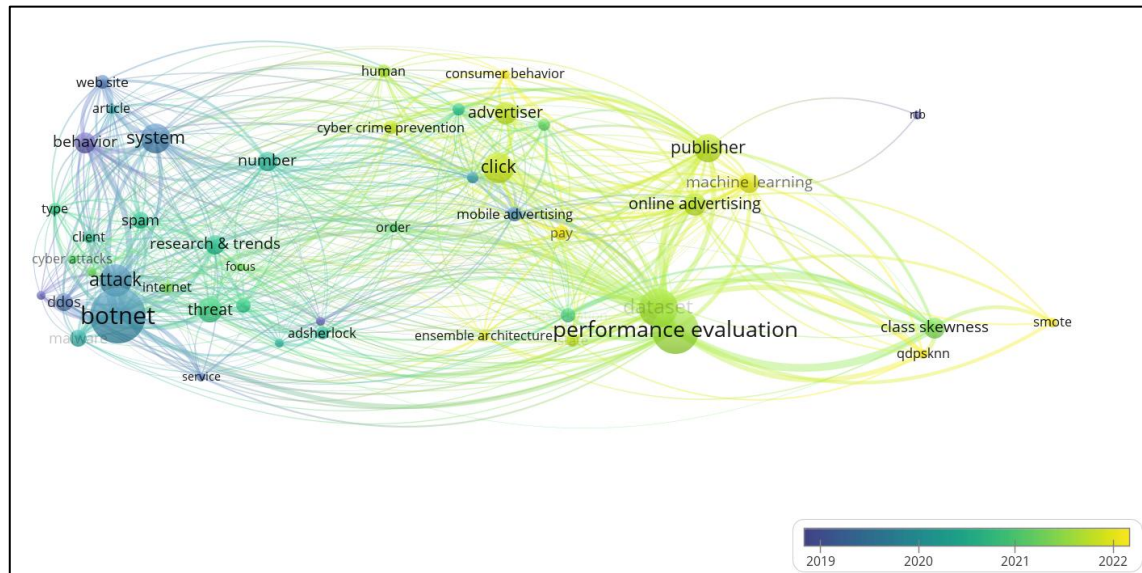 human
consumer behavior
web site
article
advertiser
rtb
cyber crime prevention
behavior
system
publisher
number
click
machine learning
online advertising
type
spam
mobile advertising
client
order
pay
research & trends
cyber attacks
focus
attack
internet
ddos
botnet
threat
dataset
malware
adsherlock
ensemble architecture
performance evaluation
class skewness
smote
qdpsknn
service
2019
2020
2021
2022